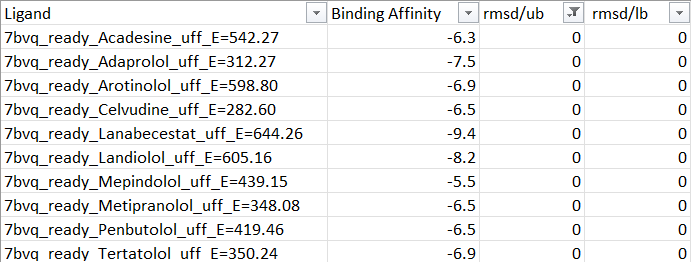 Ligand Binding Affinity rmsd/ub rmsd/lb
7bvq_ready_Acadesine_uff_E=542.27 -6.3 0 0
7bvq_ready_Adaprolol_uff_E=312.27 -7.5 0 0
7bvq_ready_Arotinolol_uff_E=598.80 -6.9 0 0
7bvq_ready_Celvudine_uff_E=282.60 -6.5 0 0
7bvq_ready_Lanabecestat_uff_E=644.26 -9.4 0 0
7bvq_ready_Landiolol_uff_E=605.16 -8.2 0 0
7bvq_ready_Mepindolol_uff_E=439.15 -5.5 0 0
7bvq_ready_Metipranolol_uff_E=348.08 -6.5 0 0
7bvq_ready_Penbutolol_uff_E=419.46 -6.5 0 0
7bvq_ready_Tertatolol_uff_E=350.24 -6.9 0 0